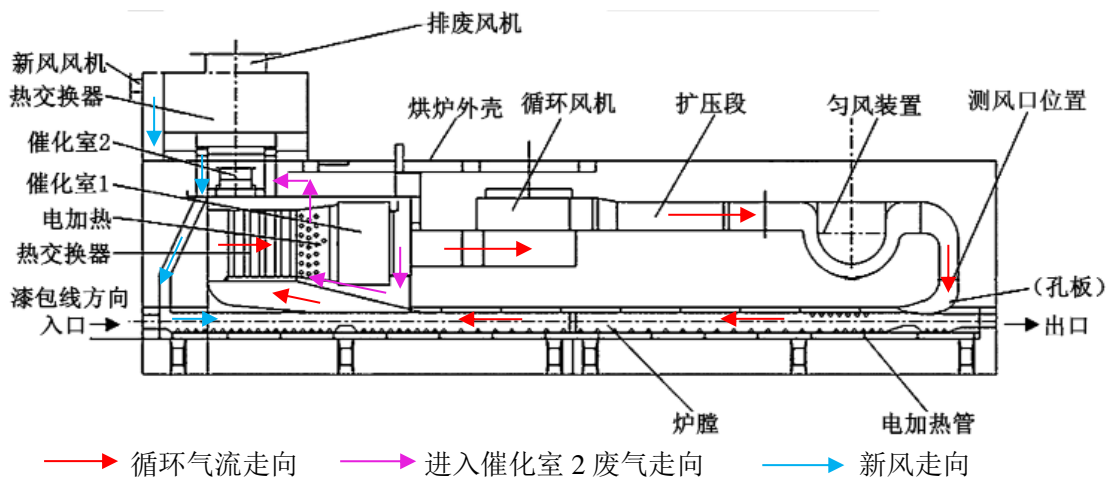 排废风机
新风风机
热交换器
烘炉外壳
循环风机
扩压段
匀风装置
测风口位置
催化室2
催化室1
电加热
热交换器
漆包线方向
入口
（孔板）
出口
炉膛
电加热管
循环气流走向
进入催化室 2 废气走向
新风走向